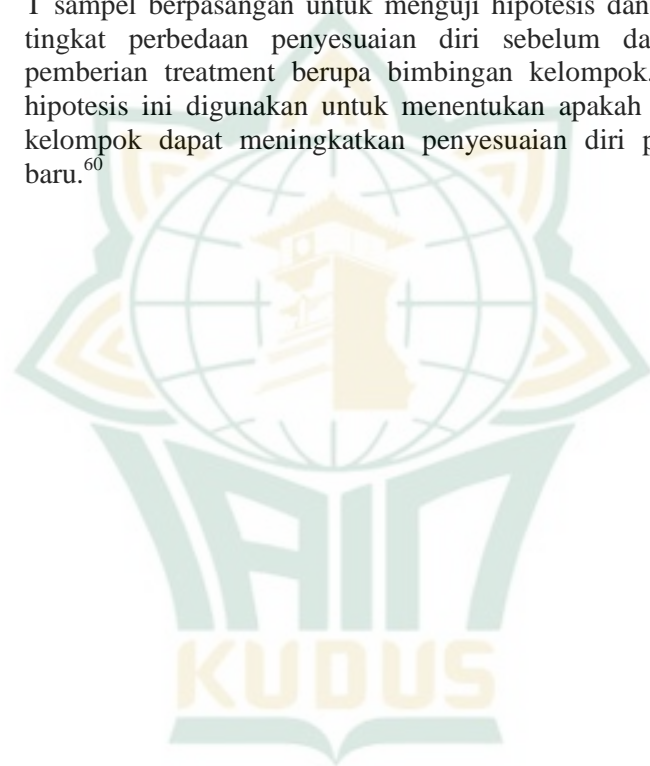 T sampel berpasangan untuk menguji hipotesis dan
tingkat perbedaan penyesuaian diri sebelum da
pemberian treatment berupa bimbingan kelompok.
hipotesis ini digunakan untuk menentukan apakah
kelompok dapat meningkatkan penyesuaian diri p
baru.60
IAIN
KUDUS